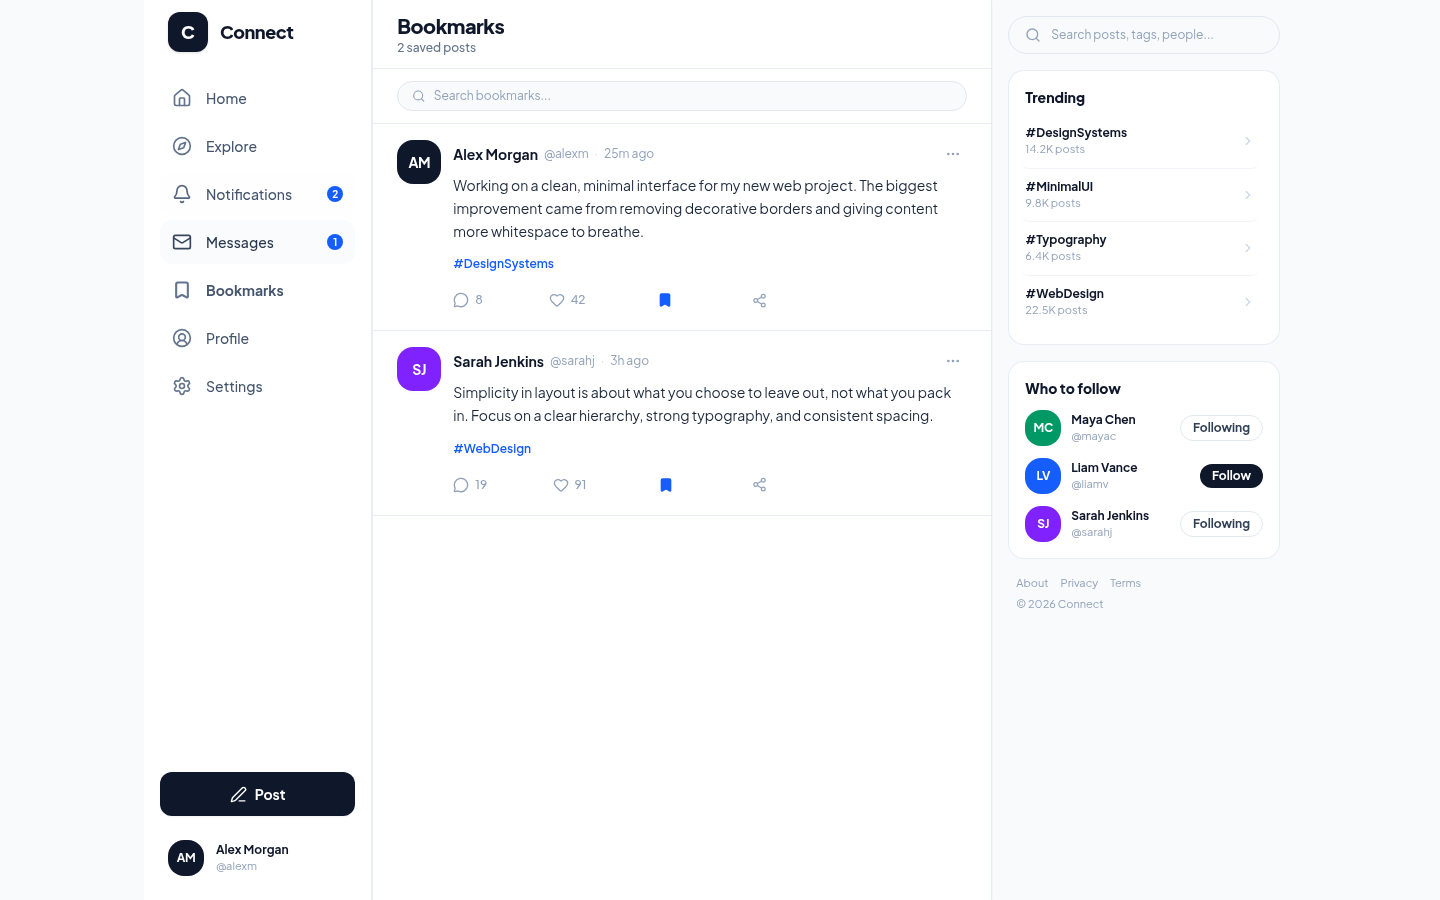 C Connect
Home
Explore
Notifications 2
Messages 1
Bookmarks
Profile
Settings
Post
AM Alex Morgan
@alexm
Bookmarks
2 saved posts
Search bookmarks...
AM Alex Morgan @alexm · 25m ago
Working on a clean, minimal interface for my new web project. The biggest
improvement came from removing decorative borders and giving content
more whitespace to breathe.
#DesignSystems
8 42
SJ Sarah Jenkins @sarahj · 3h ago
Simplicity in layout is about what you choose to leave out, not what you pack
in. Focus on a clear hierarchy, strong typography, and consistent spacing.
#WebDesign
19 91
Search posts, tags, people...
Trending
#DesignSystems
14.2K posts
#MinimalUI
9.8K posts
#Typography
6.4K posts
#WebDesign
22.5K posts
Who to follow
MC Maya Chen
@mayac
Following
LV Liam Vance
@liamv
Follow
SJ Sarah Jenkins
@sarahj
Following
About Privacy Terms
© 2026 Connect